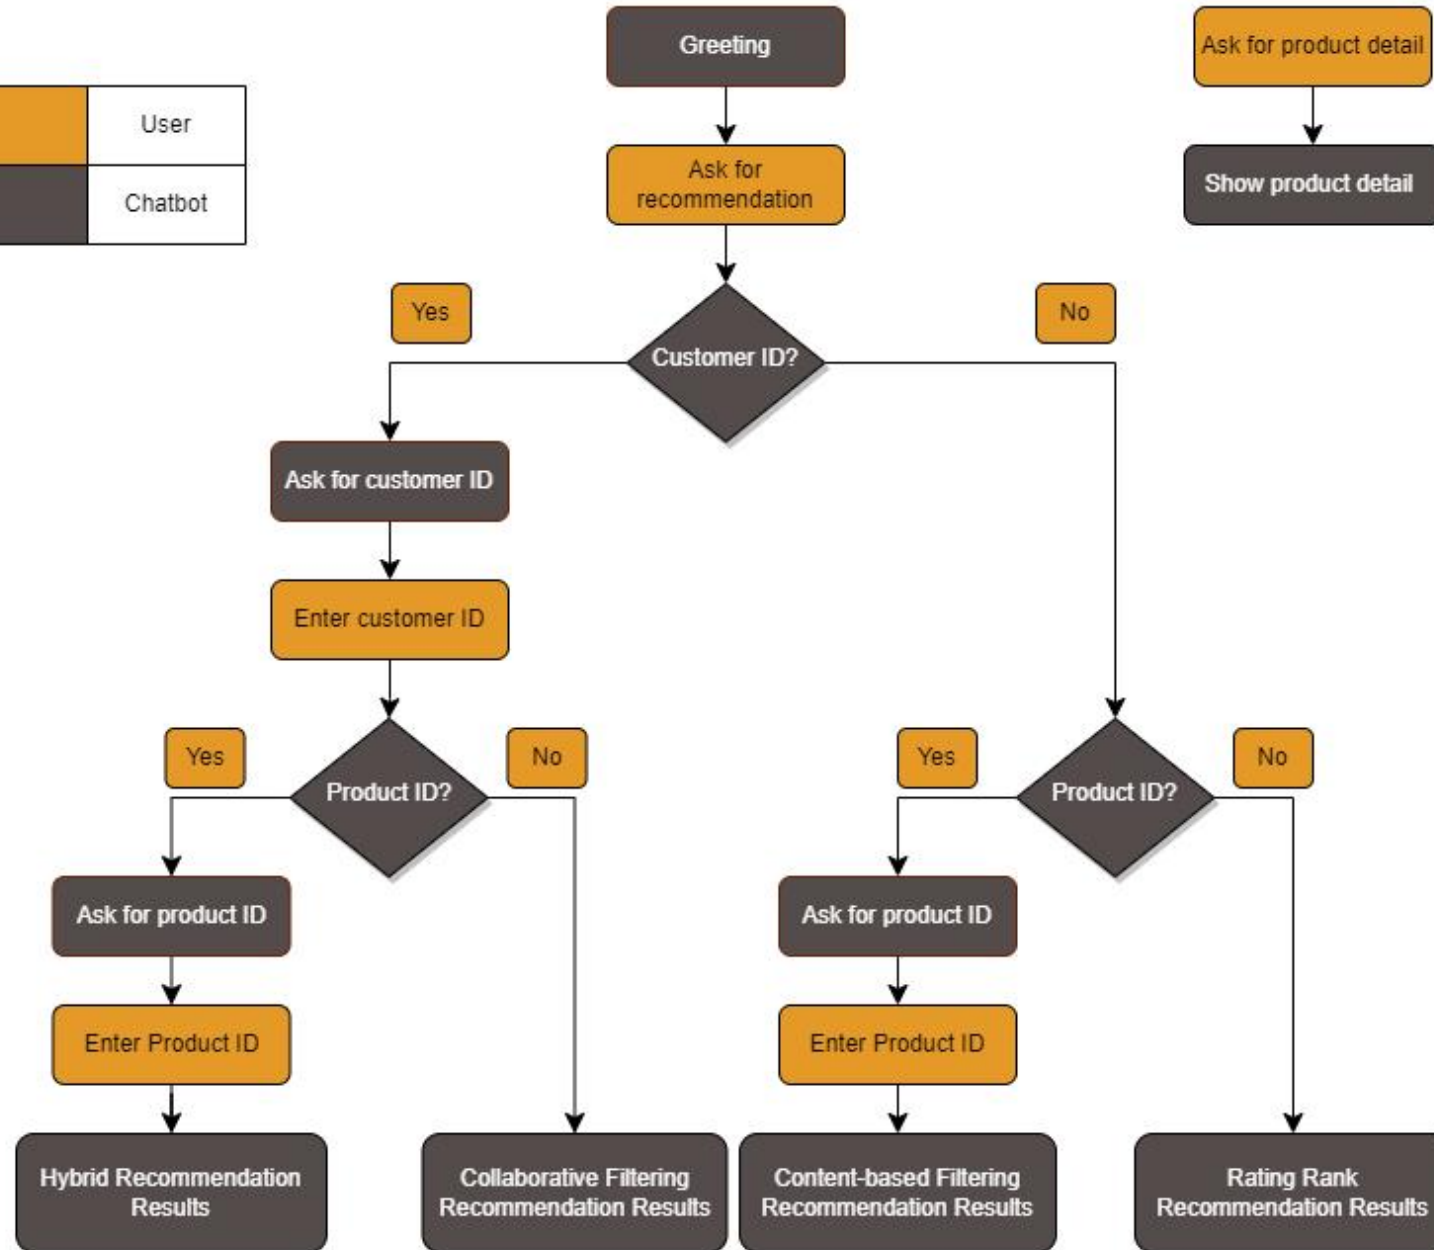 Greeting
Ask for product detail
User
Chatbot
Ask for
recommendation
Show product detail
Yes
No
Customer ID?
Ask for customer ID
Enter customer ID
Yes
No
Yes
No
Product ID?
Product ID?
Ask for product ID
Ask for product ID
Enter Product ID
Enter Product ID
Hybrid Recommendation
Results
Collaborative Filtering
Recommendation Results
Content-based Filtering
Recommendation Results
Rating Rank
Recommendation Results